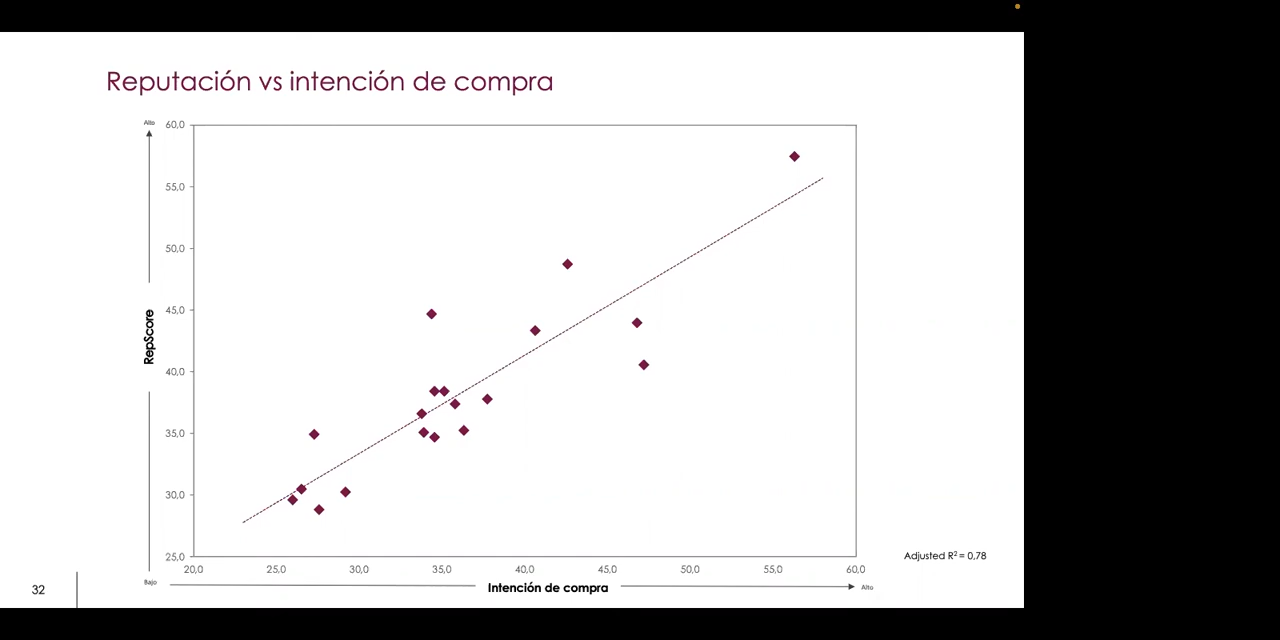 Reputación vs intención de compra
Alto
60,0
55,0
50,0
45,0
40,0
35,0
30,0
25,0
RepScore
Bajo
20,0 25,0 30,0 35,0 40,0 45,0 50,0 55,0 60,0
Intención de compra
Alto
Adjusted R² = 0,78
32